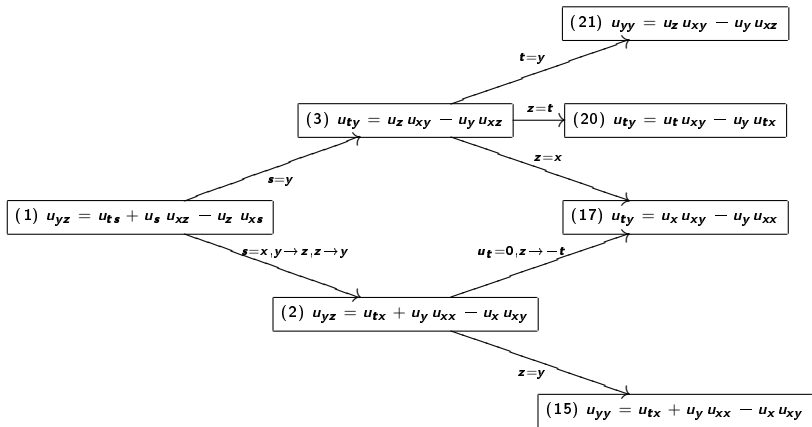 (21) u_yy = u_z u_xy − u_y u_xz
t=y
(3) u_ty = u_z u_xy − u_y u_xz
z=t
(20) u_ty = u_t u_xy − u_y u_tx
z=x
s=y
(1) u_yz = u_ts + u_s u_xz − u_z u_xs
(17) u_ty = u_x u_xy − u_y u_xx
s=x,y→z,z→y
u_t=0,z→−t
(2) u_yz = u_tx + u_y u_xx − u_x u_xy
z=y
(15) u_yy = u_tx + u_y u_xx − u_x u_xy